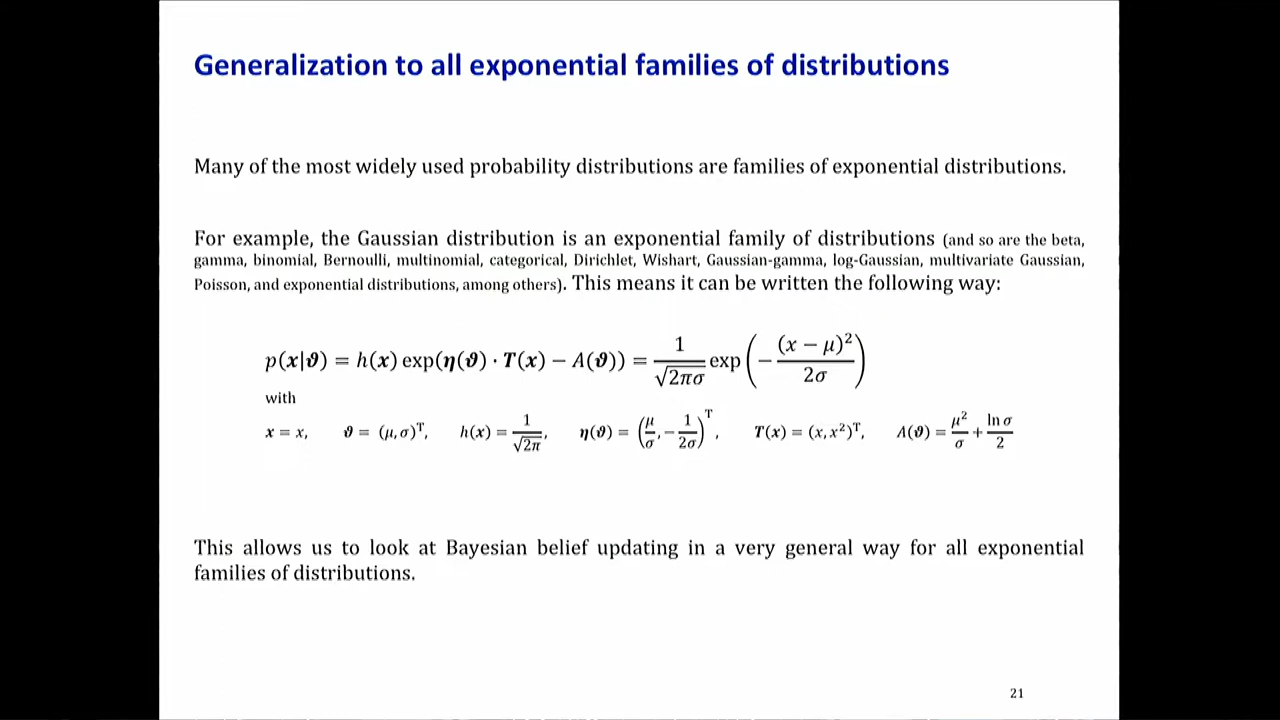 Generalization to all exponential families of distributions
Many of the most widely used probability distributions are families of exponential distributions.
For example, the Gaussian distribution is an exponential family of distributions (and so are the beta,
gamma, binomial, Bernoulli, multinomial, categorical, Dirichlet, Wishart, Gaussian-gamma, log-Gaussian, multivariate Gaussian,
Poisson, and exponential distributions, among others). This means it can be written the following way:
p(x|ϑ) = h(x) exp(η(ϑ) · T(x) − A(ϑ)) = 1/√(2πσ) exp(−(x − μ)²/2σ)
with
x = x, ϑ = (μ, σ)ᵀ, h(x) = 1/√(2π), η(ϑ) = (μ/σ, −1/2σ)ᵀ, T(x) = (x, x²)ᵀ, A(ϑ) = μ²/σ + ln σ/2
This allows us to look at Bayesian belief updating in a very general way for all exponential
families of distributions.
21